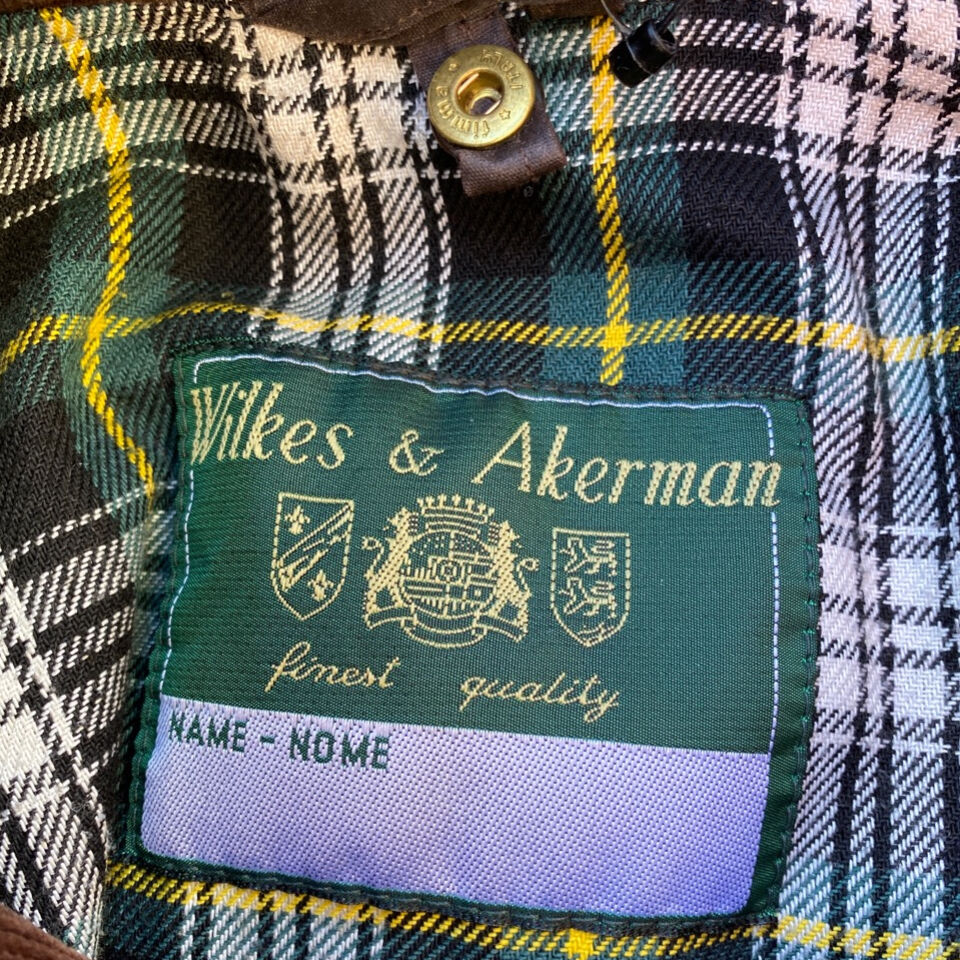 Wilkes & Akerman
finest quality
NAME - NOME